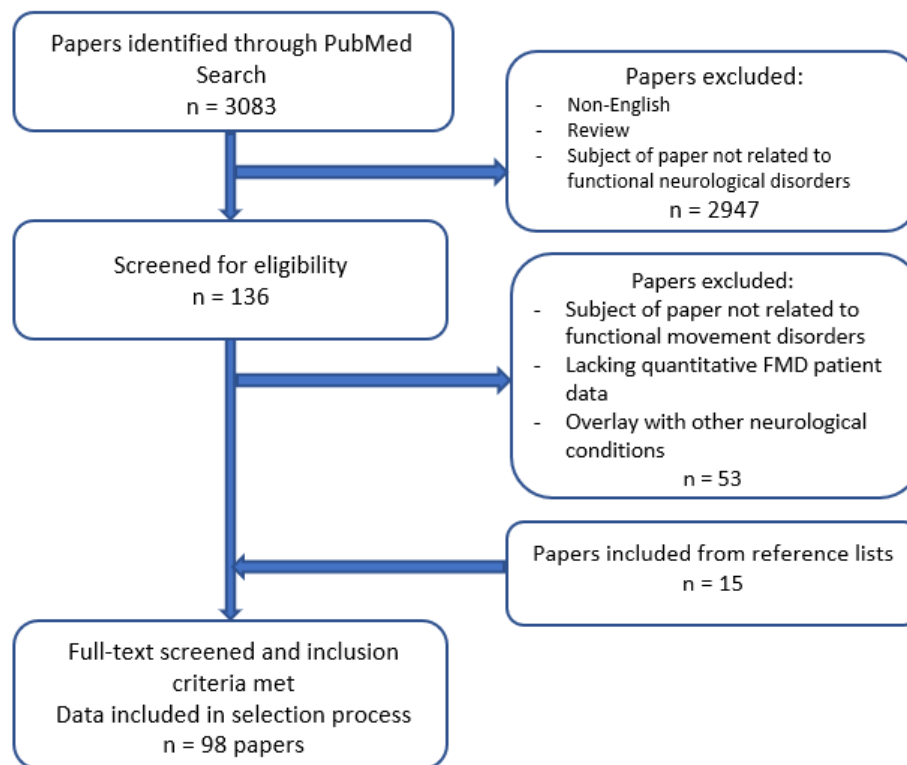 Papers identified through PubMed
Search
n = 3083
Papers excluded:
- Non-English
- Review
- Subject of paper not related to
functional neurological disorders
n = 2947
Screened for eligibility
n = 136
Papers excluded:
- Subject of paper not related to
functional movement disorders
- Lacking quantitative FMD patient
data
- Overlay with other neurological
conditions
n = 53
Papers included from reference lists
n = 15
Full-text screened and inclusion
criteria met
Data included in selection process
n = 98 papers